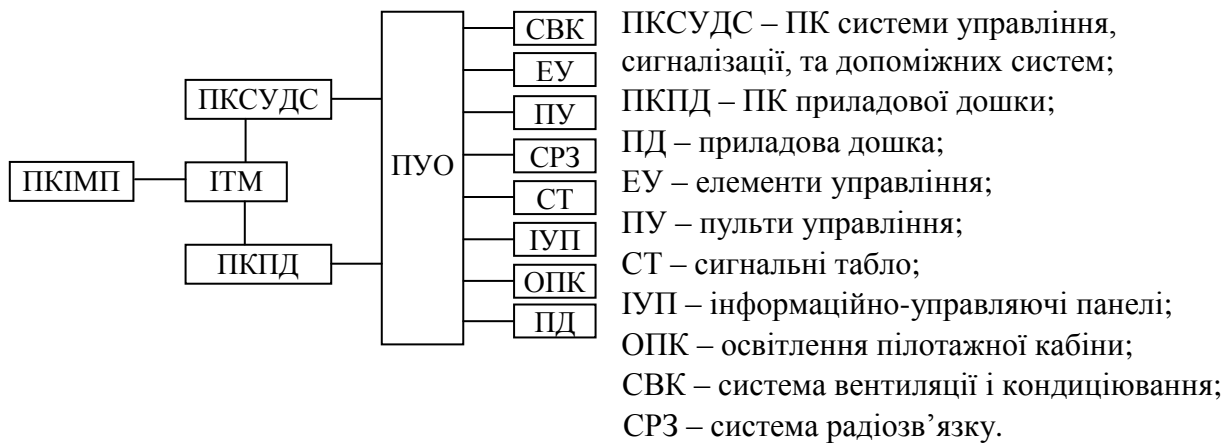 ПКІМП
ПКСУДС
ІТМ
ПКПД
ПУО
СВК
ЕУ
ПУ
СРЗ
СТ
ІУП
ОПК
ПД
ПКСУДС – ПК системи управління,
сигналізації, та допоміжних систем;
ПКПД – ПК приладової дошки;
ПД – приладова дошка;
ЕУ – елементи управління;
ПУ – пульти управління;
СТ – сигнальні табло;
ІУП – інформаційно-управляючі панелі;
ОПК – освітлення пілотажної кабіни;
СВК – система вентиляції і кондиціювання;
СРЗ – система радіозв’язку.